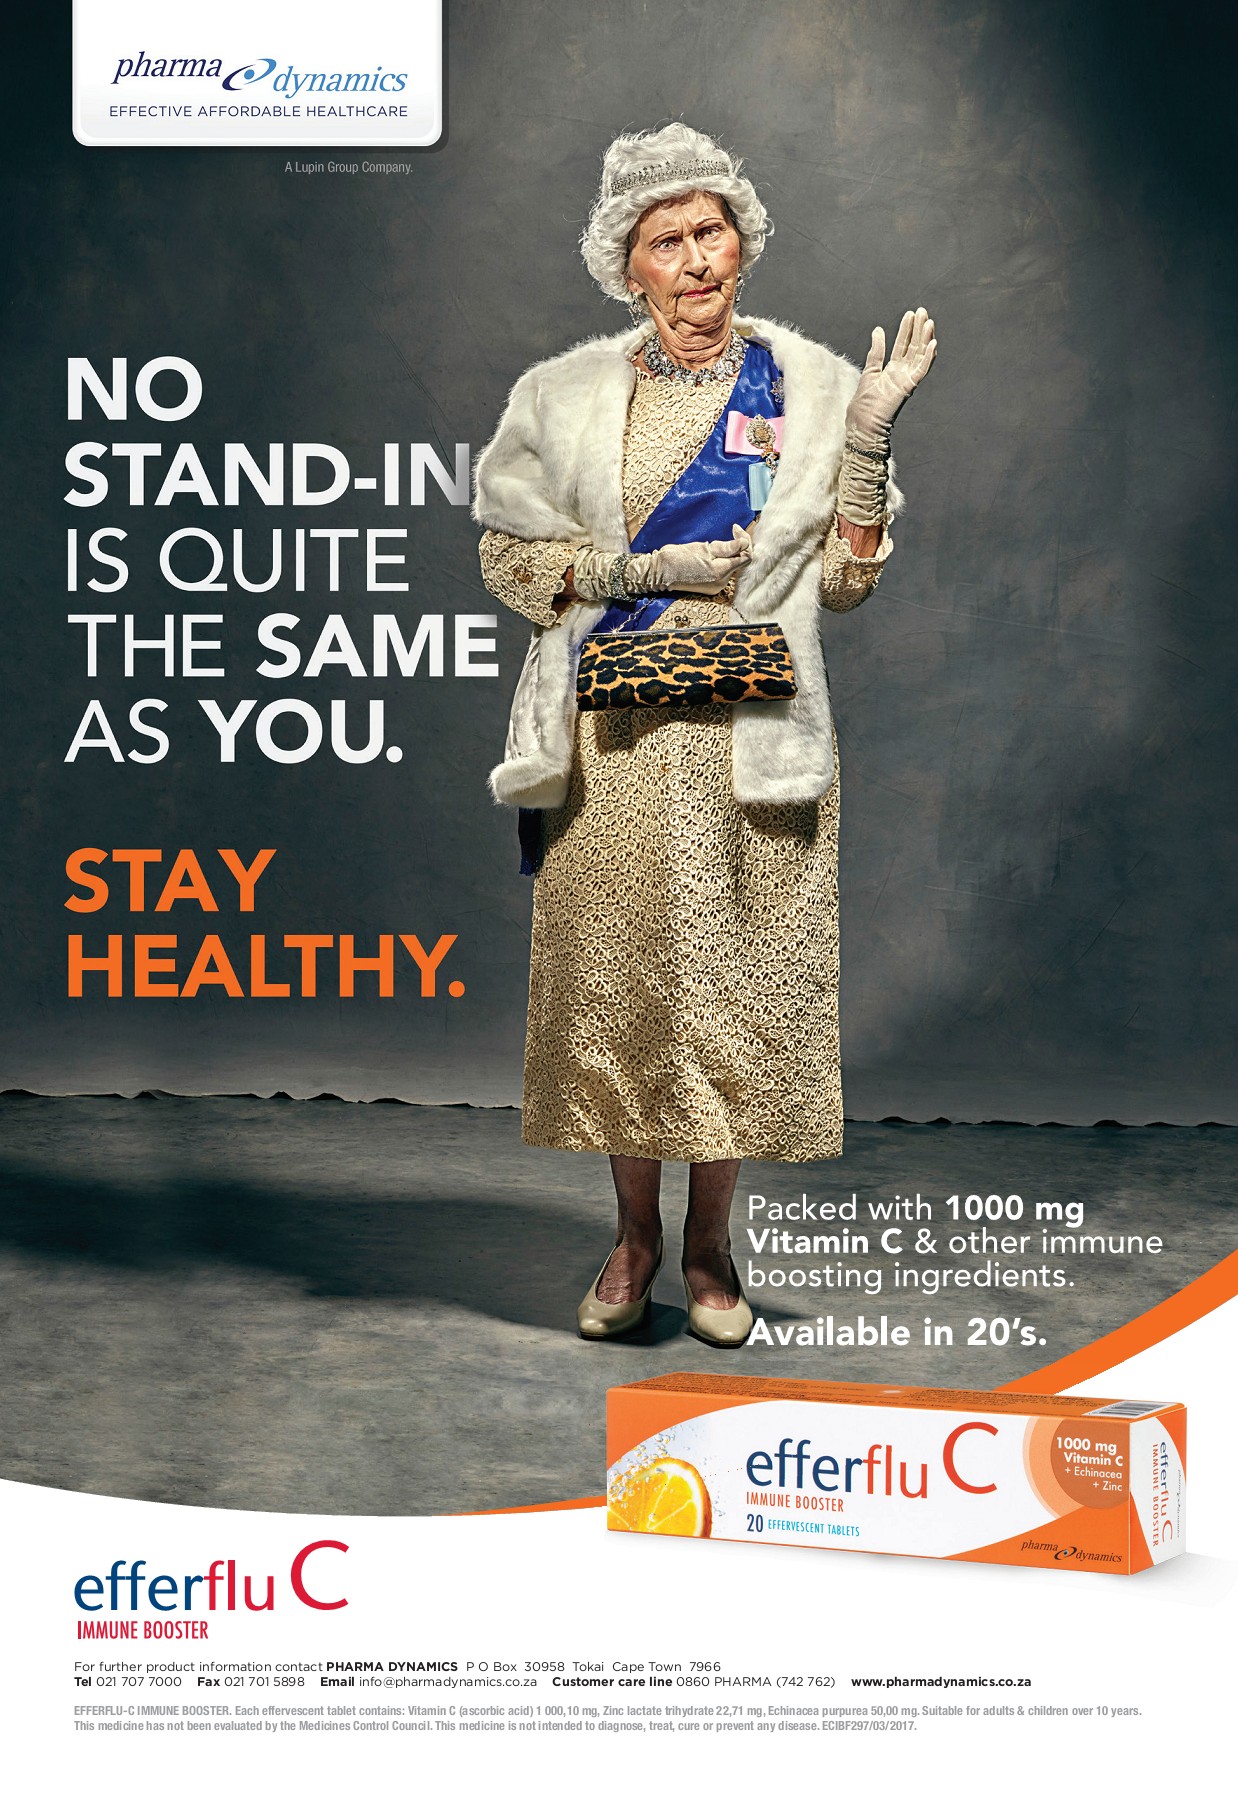 pharma dynamics
EFFECTIVE AFFORDABLE HEALTHCARE
A Lupin Group Company.
NO
STAND-IN
IS QUITE
THE SAME
AS YOU.
STAY
HEALTHY.
Packed with 1000 mg
Vitamin C & other immune
boosting ingredients.
Available in 20's.
efferflu C
IMMUNE BOOSTER
20 EFFERVESCENT TABLETS
1000 mg
Vitamin C
+ Echinacea
+ Zinc
pharma dynamics
efferflu C
IMMUNE BOOSTER
efferflu C
IMMUNE BOOSTER
For further product information contact PHARMA DYNAMICS P O Box 30958 Tokai Cape Town 7966
Tel 021 707 7000 Fax 021 701 5898 Email info@pharmadynamics.co.za Customer care line 0860 PHARMA (742 762) www.pharmadynamics.co.za
EFFERFLU-C IMMUNE BOOSTER. Each effervescent tablet contains: Vitamin C (ascorbic acid) 1 000,10 mg, Zinc lactate trihydrate 22,71 mg, Echinacea purpurea 50,00 mg. Suitable for adults & children over 10 years.
This medicine has not been evaluated by the Medicines Control Council. This medicine is not intended to diagnose, treat, cure or prevent any disease. ECIBF297/03/2017.